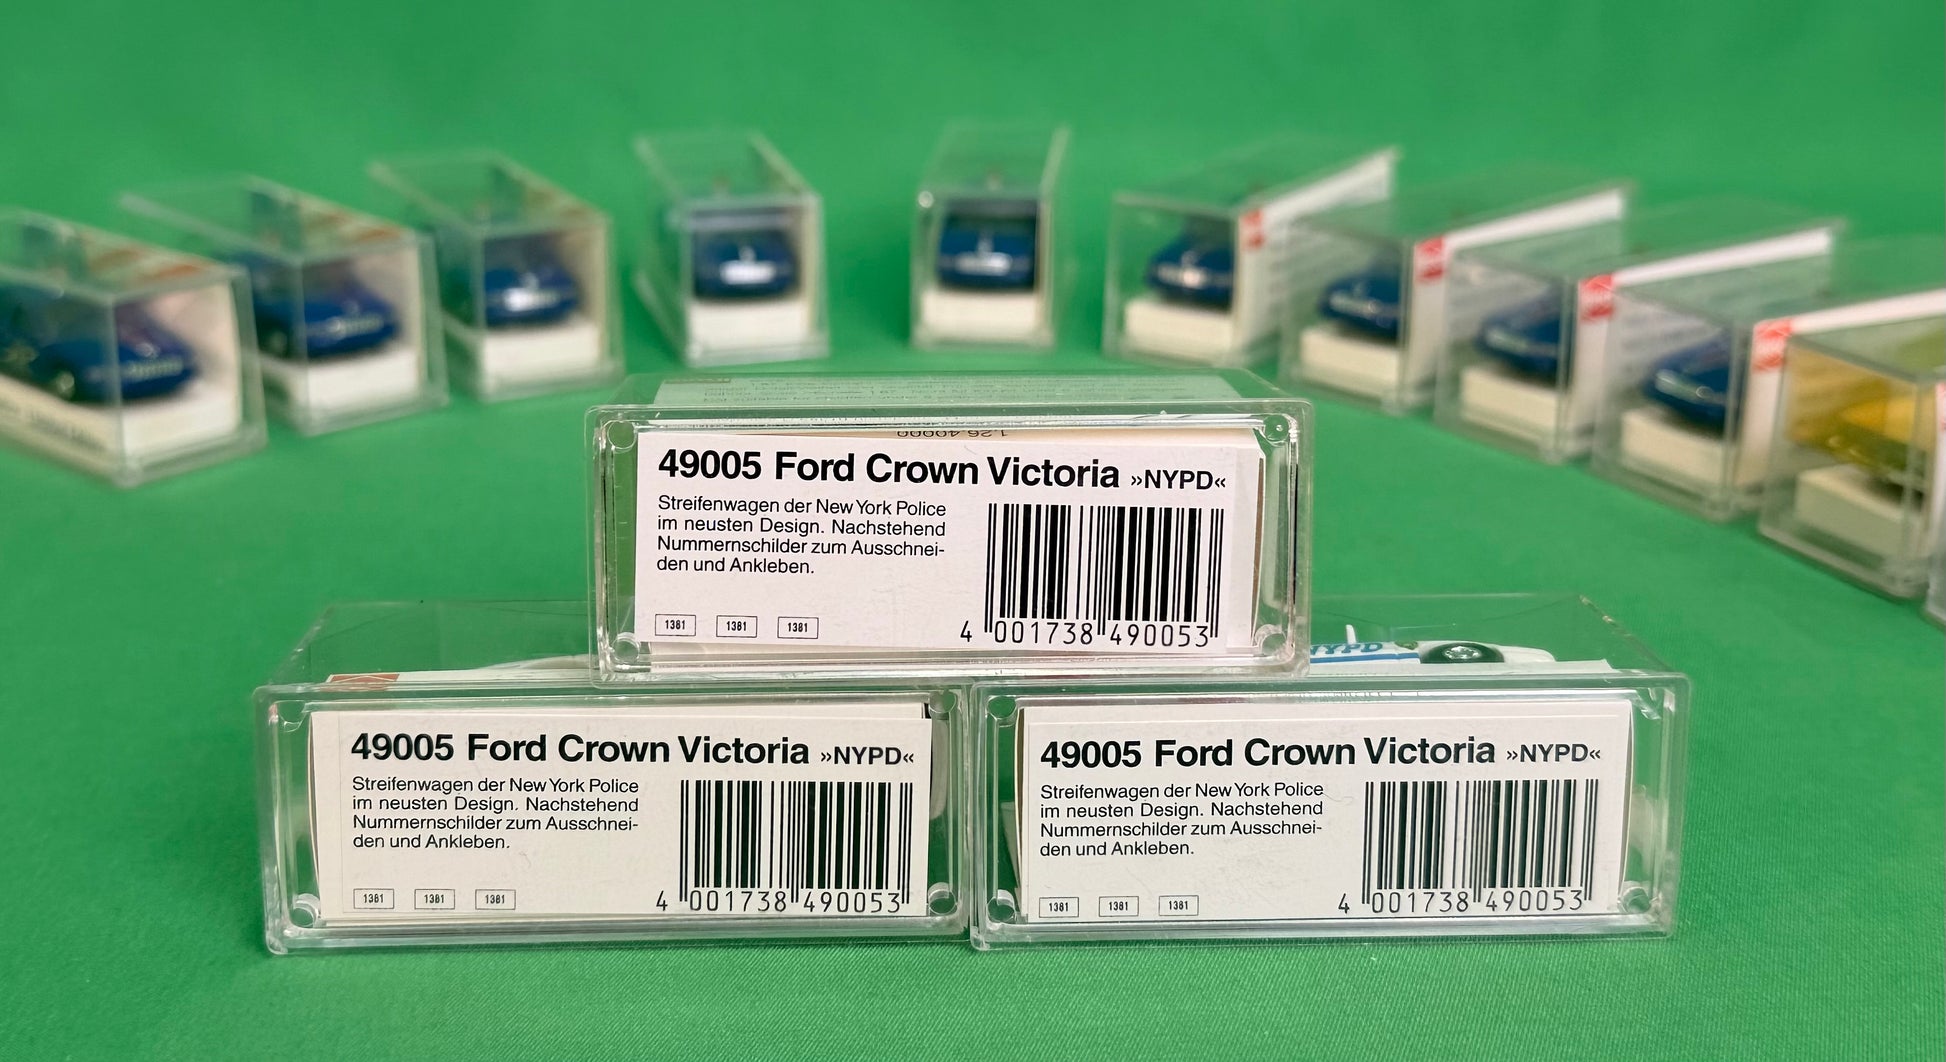 1.26 49000
49005 Ford Crown Victoria »NYPD«
Streifenwagen der New York Police
im neusten Design. Nachstehend
Nummernschilder zum Ausschnei-
den und Ankleben.
1381 1381 1381
4 001738 490053
NYPD
49005 Ford Crown Victoria »NYPD«
Streifenwagen der New York Police
im neusten Design. Nachstehend
Nummernschilder zum Ausschnei-
den und Ankleben.
1381 1381 1381
4 001738 490053
49005 Ford Crown Victoria »NYPD«
Streifenwagen der New York Police
im neusten Design. Nachstehend
Nummernschilder zum Ausschnei-
den und Ankleben.
1381 1381 1381
4 001738 490053